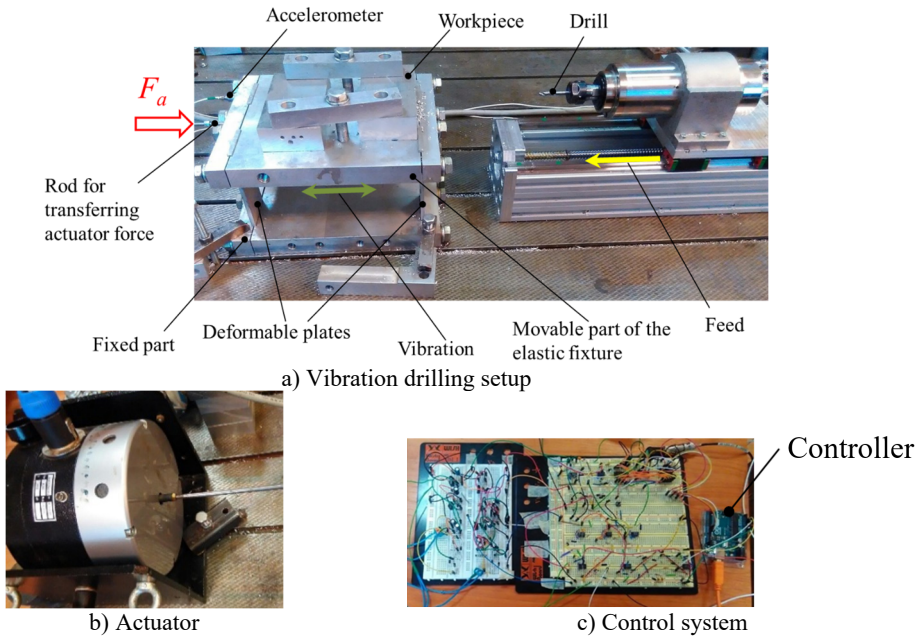 Accelerometer
Workpiece
Drill
Fₐ
Rod for
transferring
actuator force
Fixed part
Deformable plates
Vibration
Movable part of the
elastic fixture
Feed
a) Vibration drilling setup
Controller
b) Actuator
c) Control system